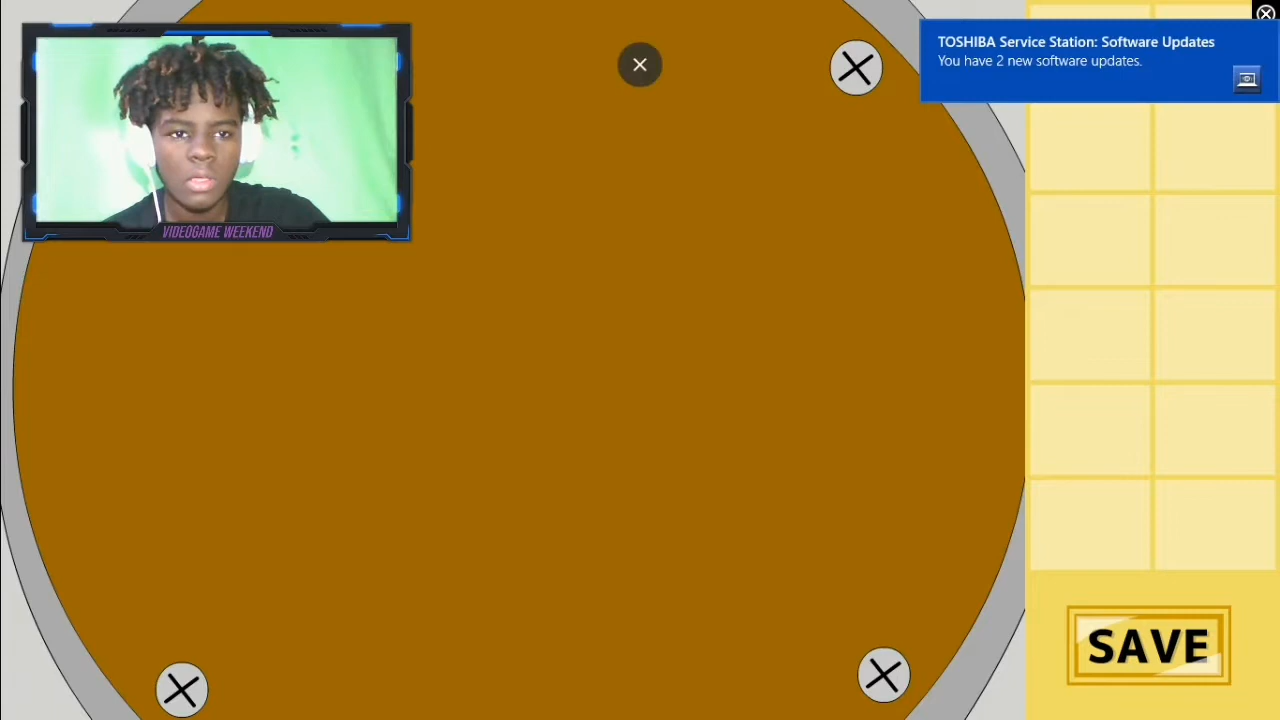 TOSHIBA Service Station: Software Updates
You have 2 new software updates.
VIDEOGAME WEEKEND
SAVE